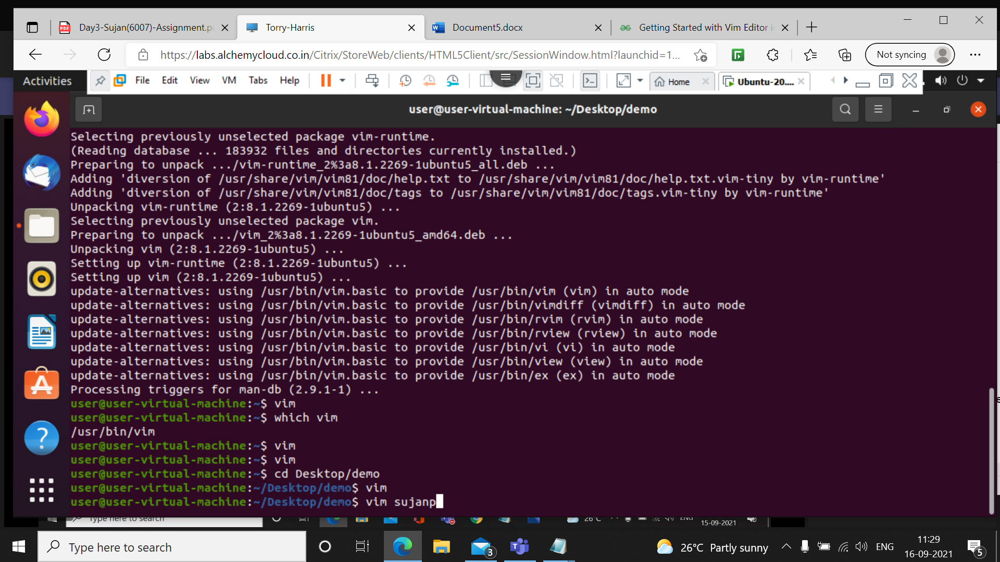 Day3-Sujan(6007)-Assignment.p
Torry-Harris
Document5.docx
Getting Started with Vim Editor i
https://labs.alchemycloud.co.in/Citrix/StoreWeb/clients/HTML5Client/src/SessionWindow.html?launchid=1...
Not syncing
Activities
File Edit View VM Tabs Help
Home
Ubuntu-20....
user@user-virtual-machine: ~/Desktop/demo
Selecting previously unselected package vim-runtime.
(Reading database ... 183932 files and directories currently installed.)
Preparing to unpack .../vim-runtime_2%3a8.1.2269-1ubuntu5_all.deb ...
Adding 'diversion of /usr/share/vim/vim81/doc/help.txt to /usr/share/vim/vim81/doc/help.txt.vim-tiny by vim-runtime'
Adding 'diversion of /usr/share/vim/vim81/doc/tags to /usr/share/vim/vim81/doc/tags.vim-tiny by vim-runtime'
Unpacking vim-runtime (2:8.1.2269-1ubuntu5) ...
Selecting previously unselected package vim.
Preparing to unpack .../vim_2%3a8.1.2269-1ubuntu5_amd64.deb ...
Unpacking vim (2:8.1.2269-1ubuntu5) ...
Setting up vim-runtime (2:8.1.2269-1ubuntu5) ...
Setting up vim (2:8.1.2269-1ubuntu5) ...
update-alternatives: using /usr/bin/vim.basic to provide /usr/bin/vim (vim) in auto mode
update-alternatives: using /usr/bin/vim.basic to provide /usr/bin/vimdiff (vimdiff) in auto mode
update-alternatives: using /usr/bin/vim.basic to provide /usr/bin/rvim (rvim) in auto mode
update-alternatives: using /usr/bin/vim.basic to provide /usr/bin/rview (rview) in auto mode
update-alternatives: using /usr/bin/vim.basic to provide /usr/bin/vi (vi) in auto mode
update-alternatives: using /usr/bin/vim.basic to provide /usr/bin/view (view) in auto mode
update-alternatives: using /usr/bin/vim.basic to provide /usr/bin/ex (ex) in auto mode
Processing triggers for man-db (2.9.1-1) ...
user@user-virtual-machine:~$ vim
user@user-virtual-machine:~$ which vim
/usr/bin/vim
user@user-virtual-machine:~$ vim
user@user-virtual-machine:~$ vim
user@user-virtual-machine:~$ cd Desktop/demo
user@user-virtual-machine:~/Desktop/demo$ vim
user@user-virtual-machine:~/Desktop/demo$ vim sujanp
Type here to search
26°C
ENG
15-09-2021
Type here to search
3
26°C Partly sunny
ENG
11:29
16-09-2021
5